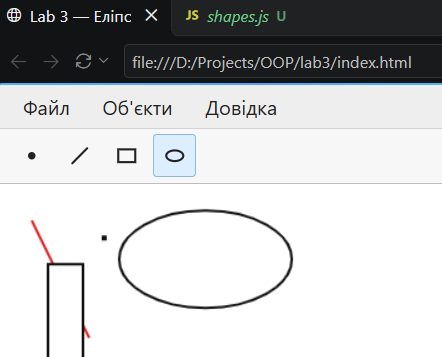 Lab 3 — Еліпс
JS shapes.js U
file:///D:/Projects/OOP/lab3/index.html
Файл Об'єкти Довідка